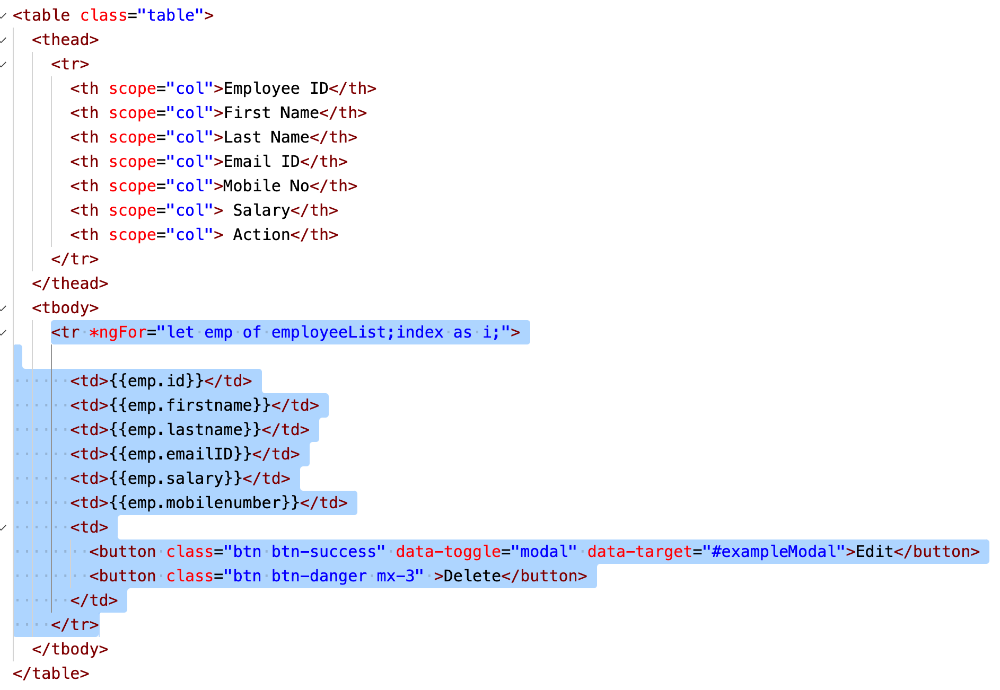 <table class="table">
  <thead>
    <tr>
      <th scope="col">Employee ID</th>
      <th scope="col">First Name</th>
      <th scope="col">Last Name</th>
      <th scope="col">Email ID</th>
      <th scope="col">Mobile No</th>
      <th scope="col"> Salary</th>
      <th scope="col"> Action</th>
    </tr>
  </thead>
  <tbody>
    <tr *ngFor="let emp of employeeList;index as i;">
      <td>{{emp.id}}</td>
      <td>{{emp.firstname}}</td>
      <td>{{emp.lastname}}</td>
      <td>{{emp.emailID}}</td>
      <td>{{emp.salary}}</td>
      <td>{{emp.mobilenumber}}</td>
      <td>
        <button class="btn btn-success" data-toggle="modal" data-target="#exampleModal">Edit</button>
        <button class="btn btn-danger mx-3" >Delete</button>
      </td>
    </tr>
  </tbody>
</table>